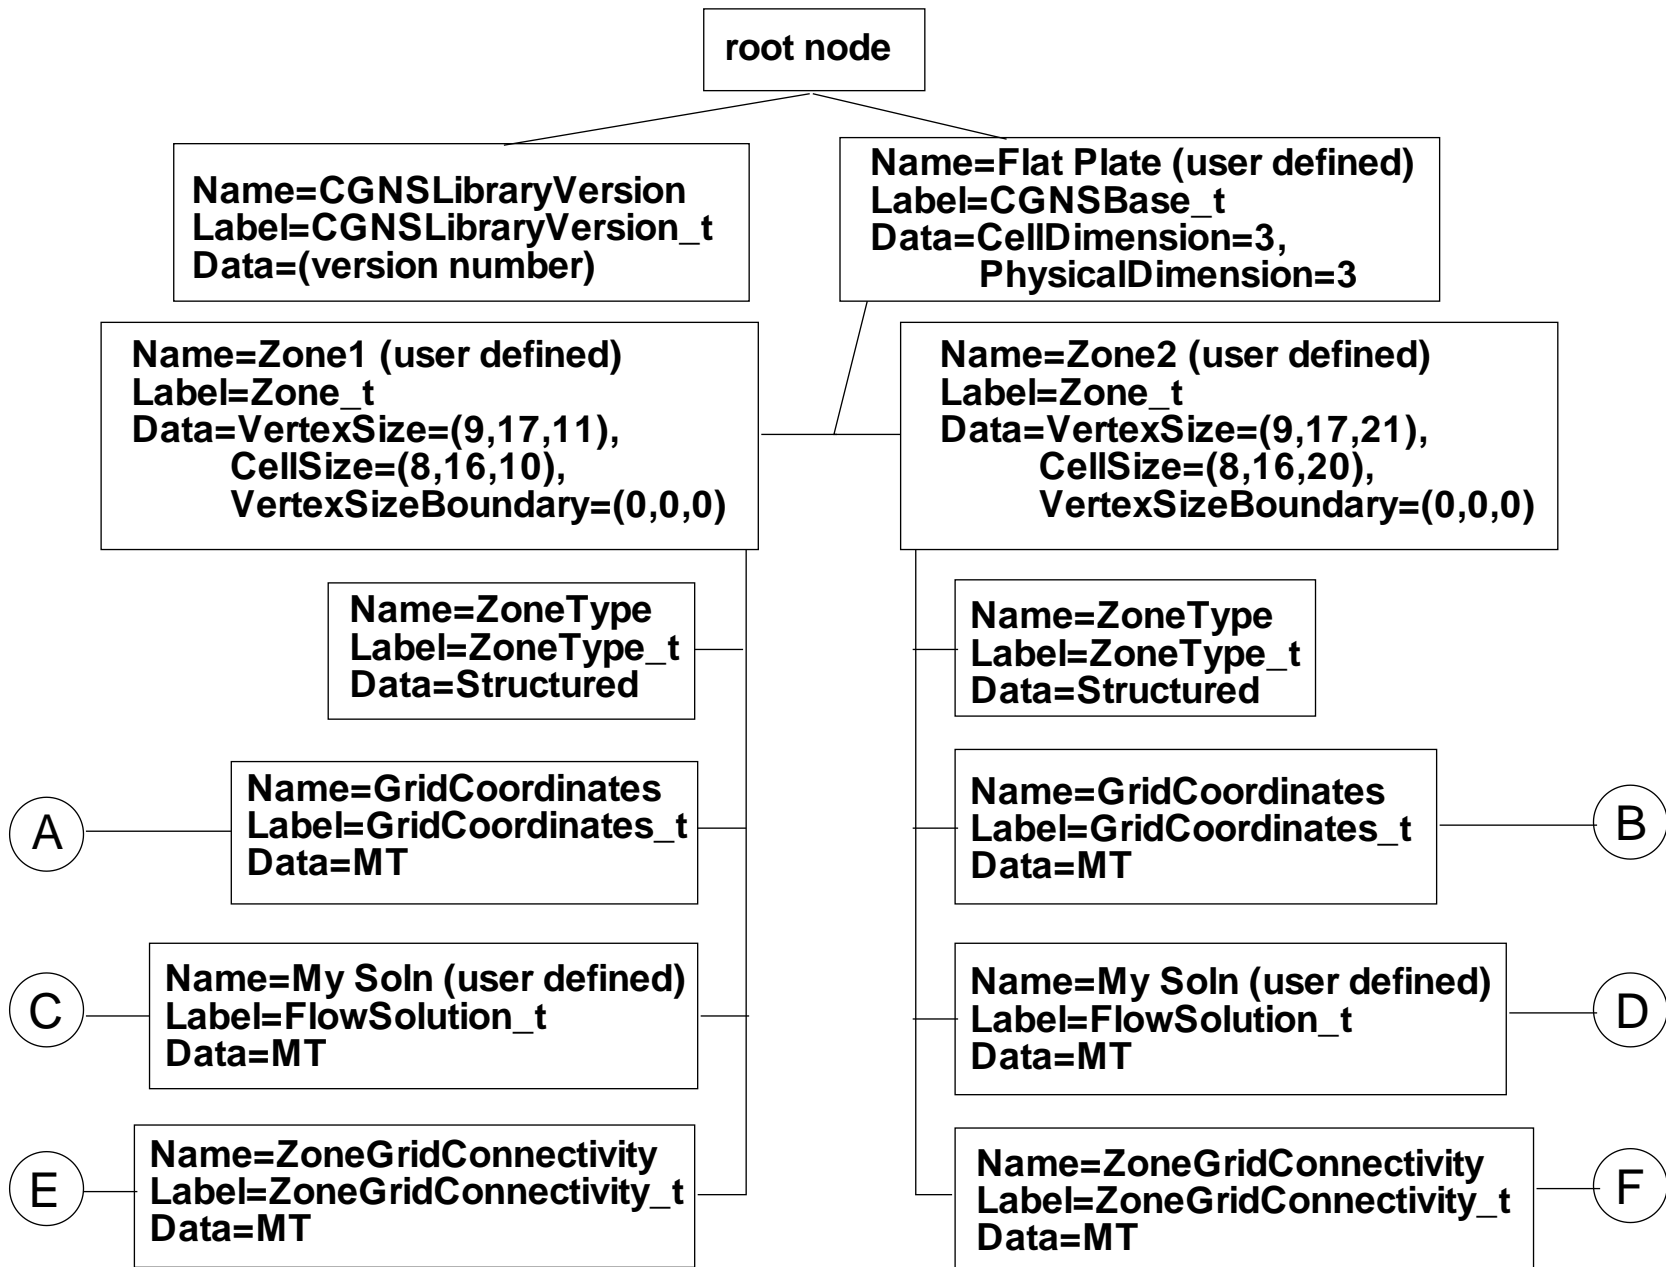 root node
Name=CGNSLibraryVersion
Label=CGNSLibraryVersion_t
Data=(version number)
Name=Flat Plate (user defined)
Label=CGNSBase_t
Data=CellDimension=3,
PhysicalDimension=3
Name=Zone1 (user defined)
Label=Zone_t
Data=VertexSize=(9,17,11),
CellSize=(8,16,10),
VertexSizeBoundary=(0,0,0)
Name=Zone2 (user defined)
Label=Zone_t
Data=VertexSize=(9,17,21),
CellSize=(8,16,20),
VertexSizeBoundary=(0,0,0)
Name=ZoneType
Label=ZoneType_t
Data=Structured
Name=ZoneType
Label=ZoneType_t
Data=Structured
A
Name=GridCoordinates
Label=GridCoordinates_t
Data=MT
Name=GridCoordinates
Label=GridCoordinates_t
Data=MT
B
C
Name=My Soln (user defined)
Label=FlowSolution_t
Data=MT
Name=My Soln (user defined)
Label=FlowSolution_t
Data=MT
D
E
Name=ZoneGridConnectivity
Label=ZoneGridConnectivity_t
Data=MT
Name=ZoneGridConnectivity
Label=ZoneGridConnectivity_t
Data=MT
F